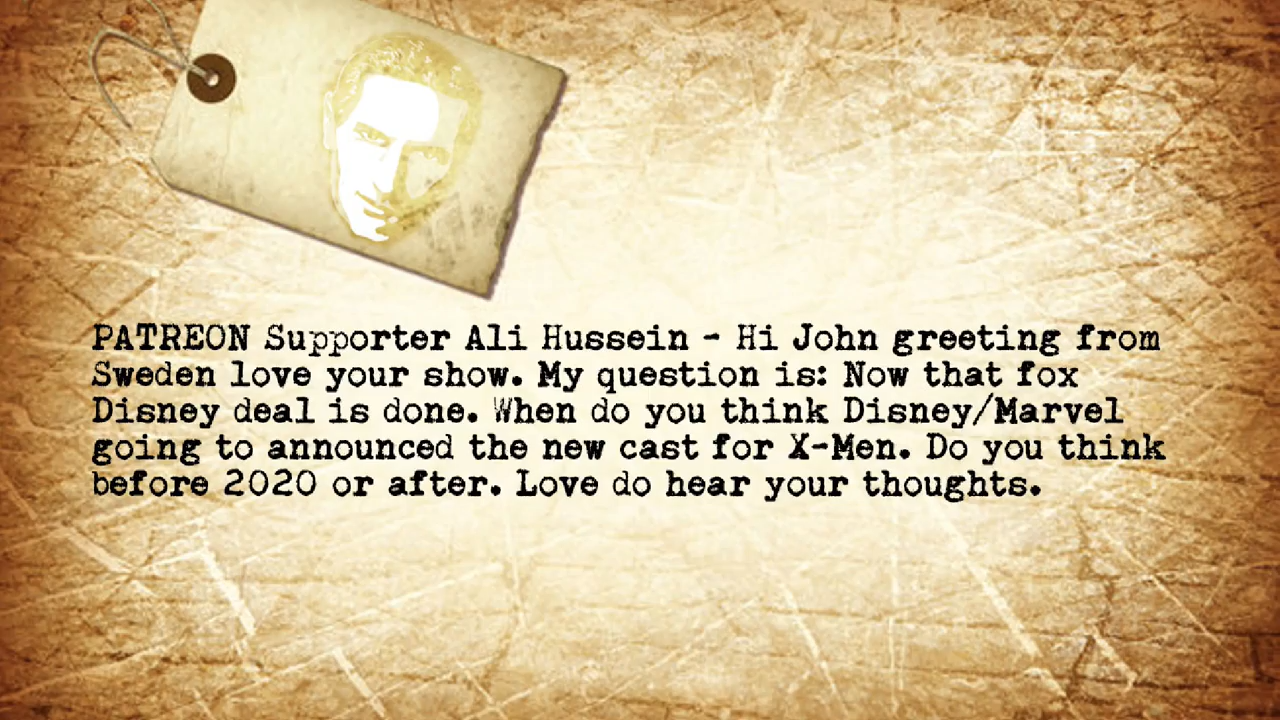 PATREON Supporter Ali Hussein - Hi John greeting from
Sweden love your show. My question is: Now that fox
Disney deal is done. When do you think Disney/Marvel
going to announced the new cast for X-Men. Do you think
before 2020 or after. Love do hear your thoughts.